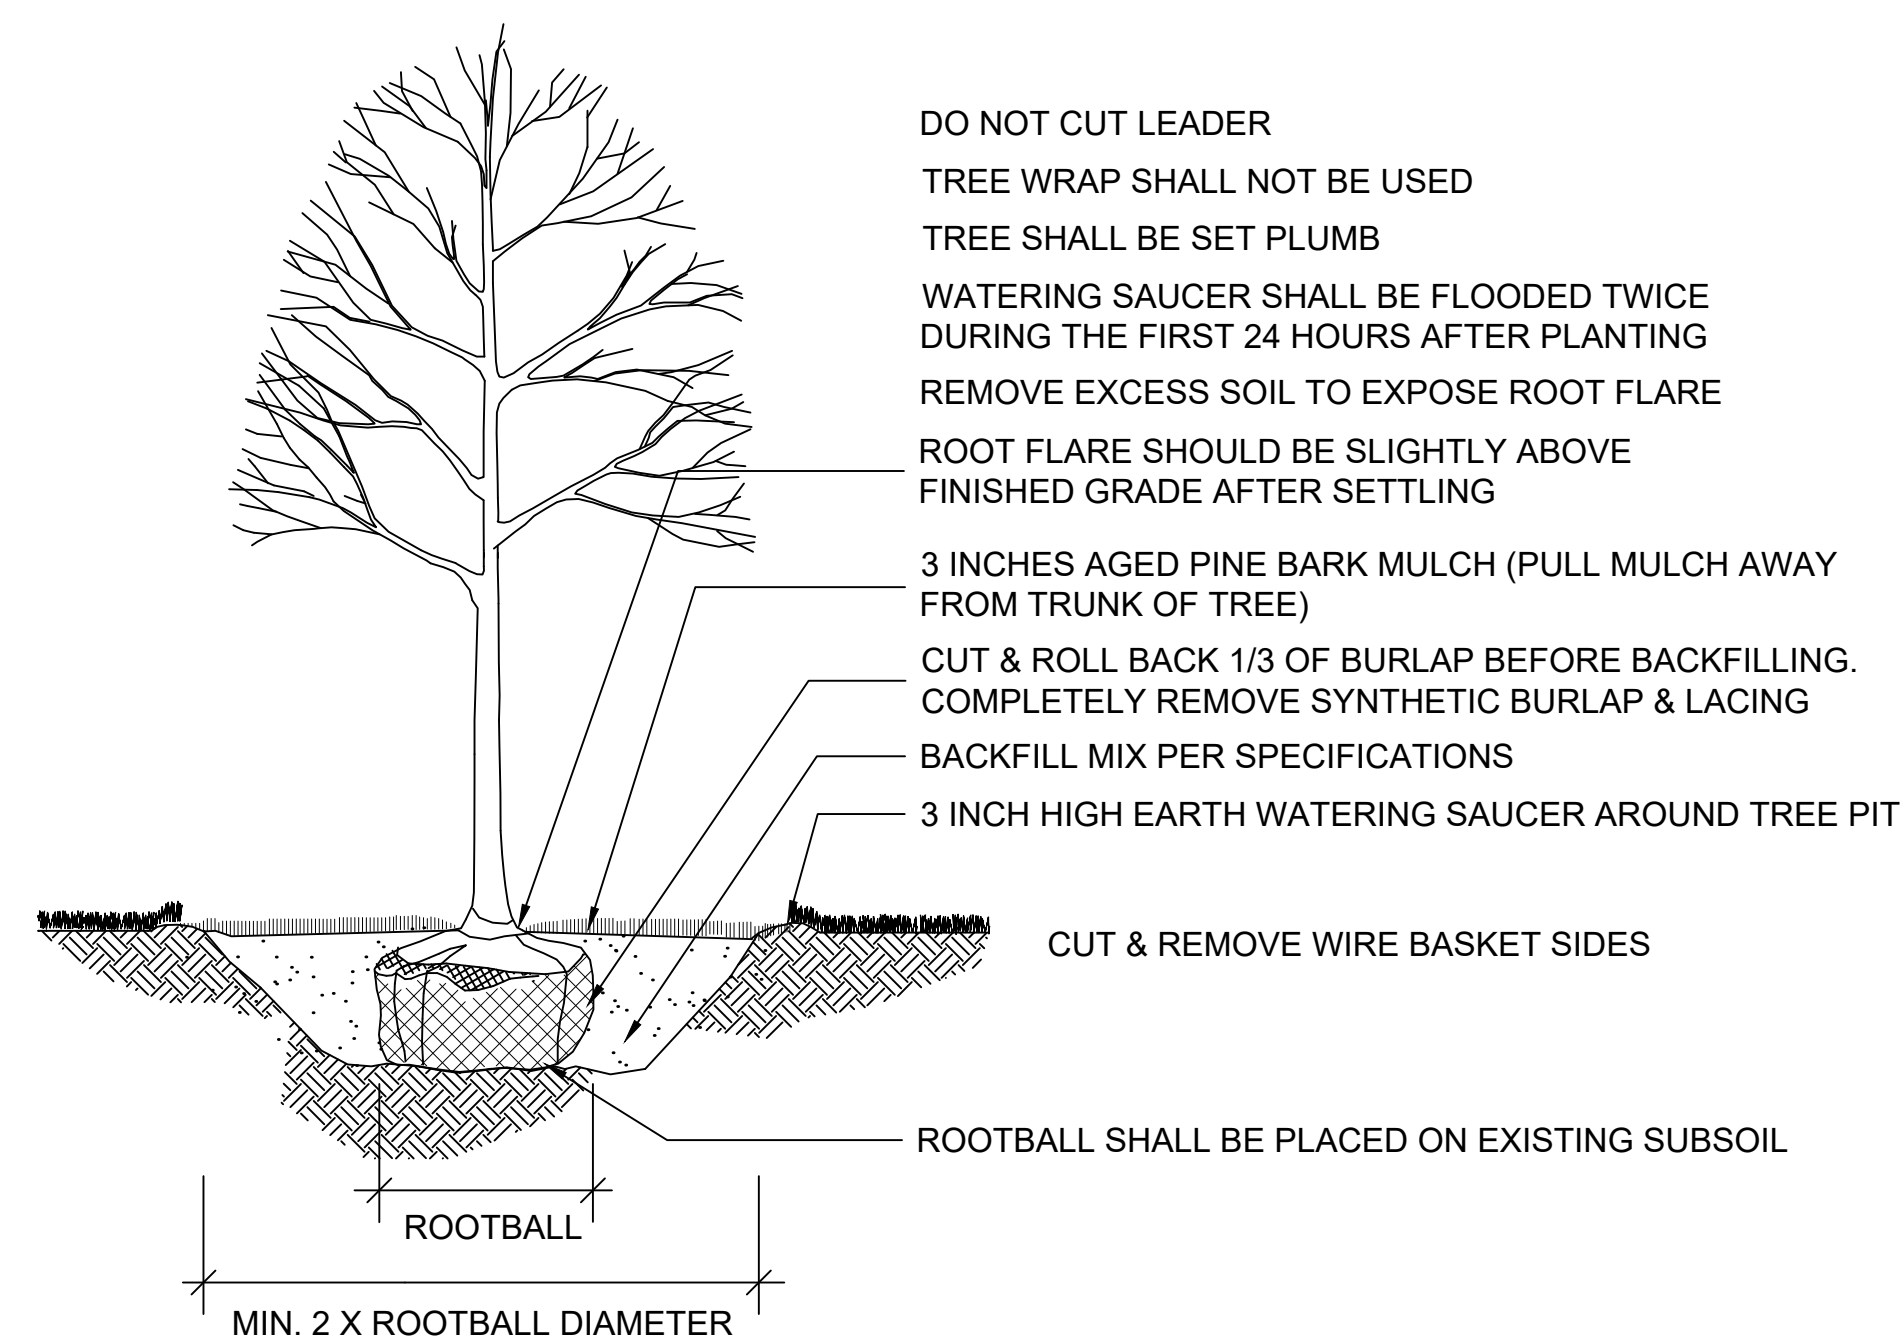 DO NOT CUT LEADER
TREE WRAP SHALL NOT BE USED
TREE SHALL BE SET PLUMB
WATERING SAUCER SHALL BE FLOODED TWICE
DURING THE FIRST 24 HOURS AFTER PLANTING
REMOVE EXCESS SOIL TO EXPOSE ROOT FLARE
ROOT FLARE SHOULD BE SLIGHTLY ABOVE
FINISHED GRADE AFTER SETTLING
3 INCHES AGED PINE BARK MULCH (PULL MULCH AWAY
FROM TRUNK OF TREE)
CUT & ROLL BACK 1/3 OF BURLAP BEFORE BACKFILLING.
COMPLETELY REMOVE SYNTHETIC BURLAP & LACING
BACKFILL MIX PER SPECIFICATIONS
3 INCH HIGH EARTH WATERING SAUCER AROUND TREE PIT
CUT & REMOVE WIRE BASKET SIDES
ROOTBALL SHALL BE PLACED ON EXISTING SUBSOIL
ROOTBALL
MIN. 2 X ROOTBALL DIAMETER